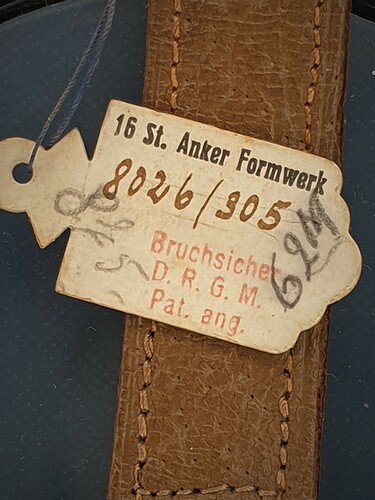 16 St. Anker Formwerk
8026/305
Bruchsicher
D. R. G. M.
Pat. ang.